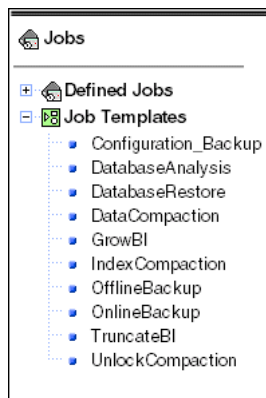 Jobs
Defined Jobs
Job Templates
Configuration_Backup
DatabaseAnalysis
DatabaseRestore
DataCompaction
GrowBI
IndexCompaction
OfflineBackup
OnlineBackup
TruncateBI
UnlockCompaction